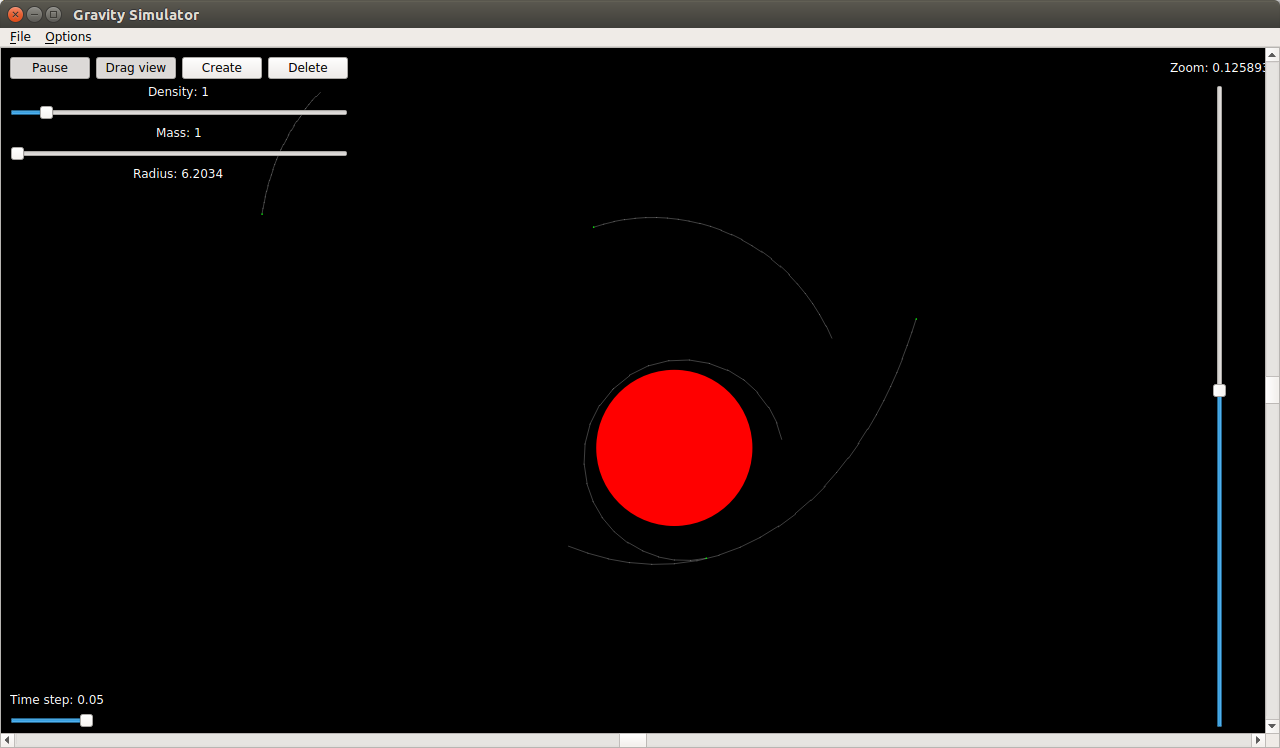 Gravity Simulator
File Options
Pause Drag view Create Delete
Zoom: 0.125893
Density: 1
Mass: 1
Radius: 6.2034
Time step: 0.05